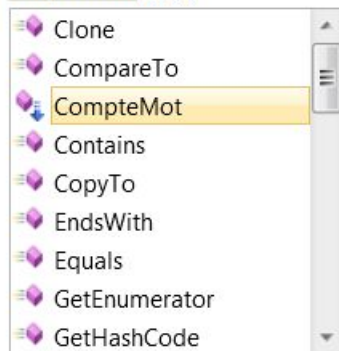 Clone
CompareTo
CompteMot
Contains
CopyTo
EndsWith
Equals
GetEnumerator
GetHashCode